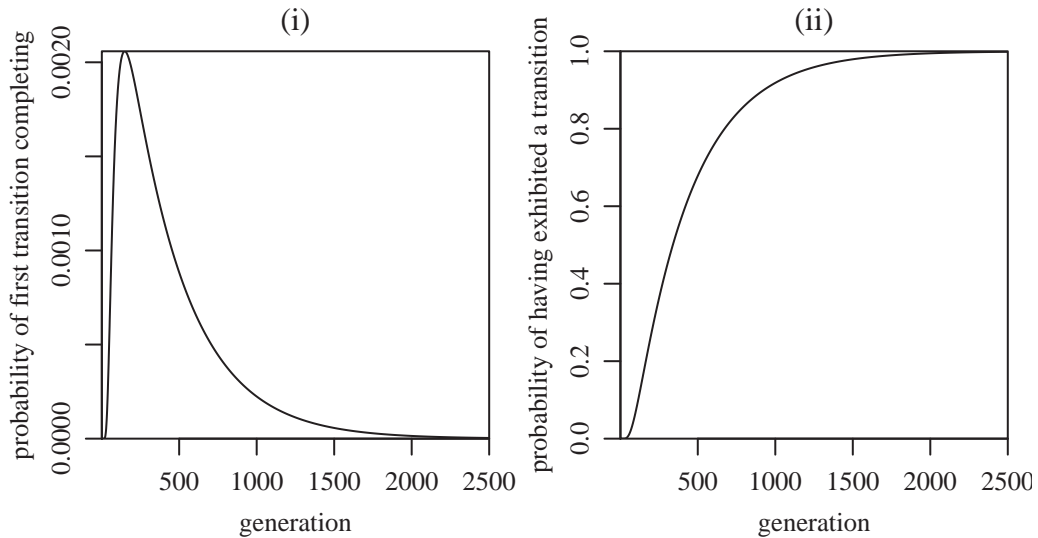 (i)
probability of first transition completing
0.0020
0.0010
0.0000
500 1000 1500 2000 2500
generation
(ii)
probability of having exhibited a transition
1.0
0.8
0.6
0.4
0.2
0.0
500 1000 1500 2000 2500
generation